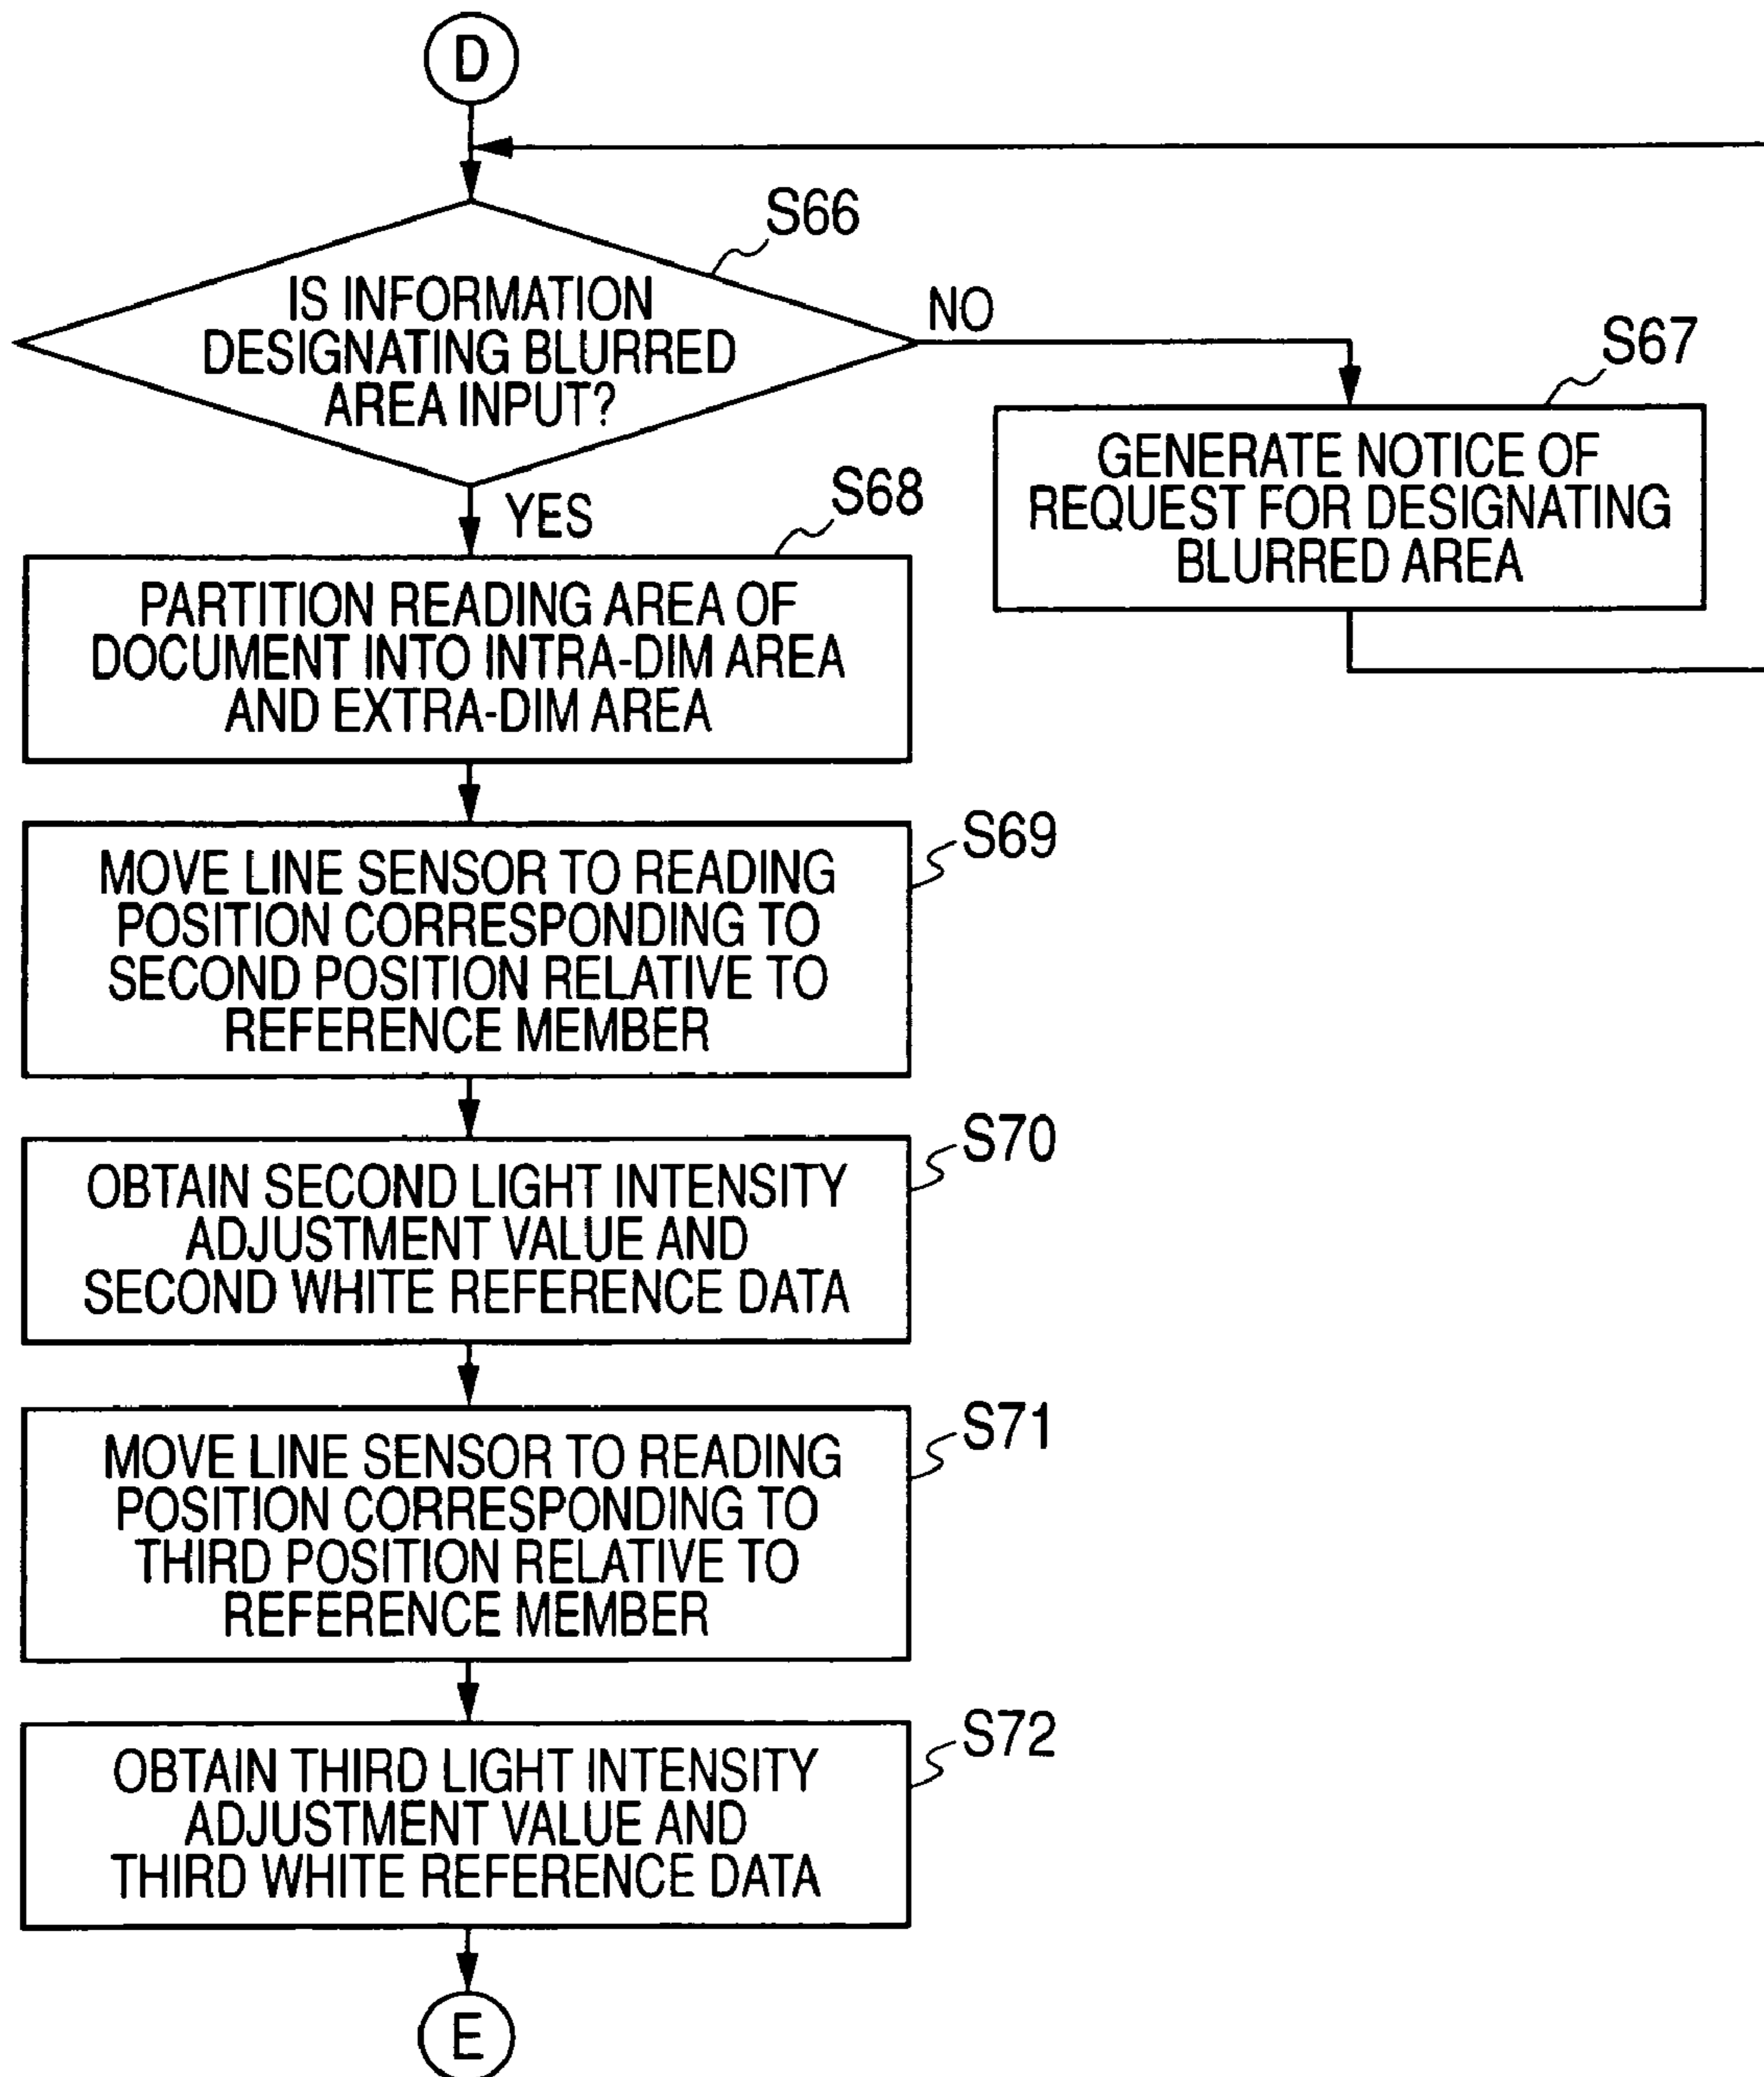 D
S66
IS INFORMATION
DESIGNATING BLURRED
AREA INPUT?
NO
S67
GENERATE NOTICE OF
REQUEST FOR DESIGNATING
BLURRED AREA
YES
S68
PARTITION READING AREA OF
DOCUMENT INTO INTRA-DIM AREA
AND EXTRA-DIM AREA
S69
MOVE LINE SENSOR TO READING
POSITION CORRESPONDING TO
SECOND POSITION RELATIVE TO
REFERENCE MEMBER
S70
OBTAIN SECOND LIGHT INTENSITY
ADJUSTMENT VALUE AND
SECOND WHITE REFERENCE DATA
S71
MOVE LINE SENSOR TO READING
POSITION CORRESPONDING TO
THIRD POSITION RELATIVE TO
REFERENCE MEMBER
S72
OBTAIN THIRD LIGHT INTENSITY
ADJUSTMENT VALUE AND
THIRD WHITE REFERENCE DATA
E